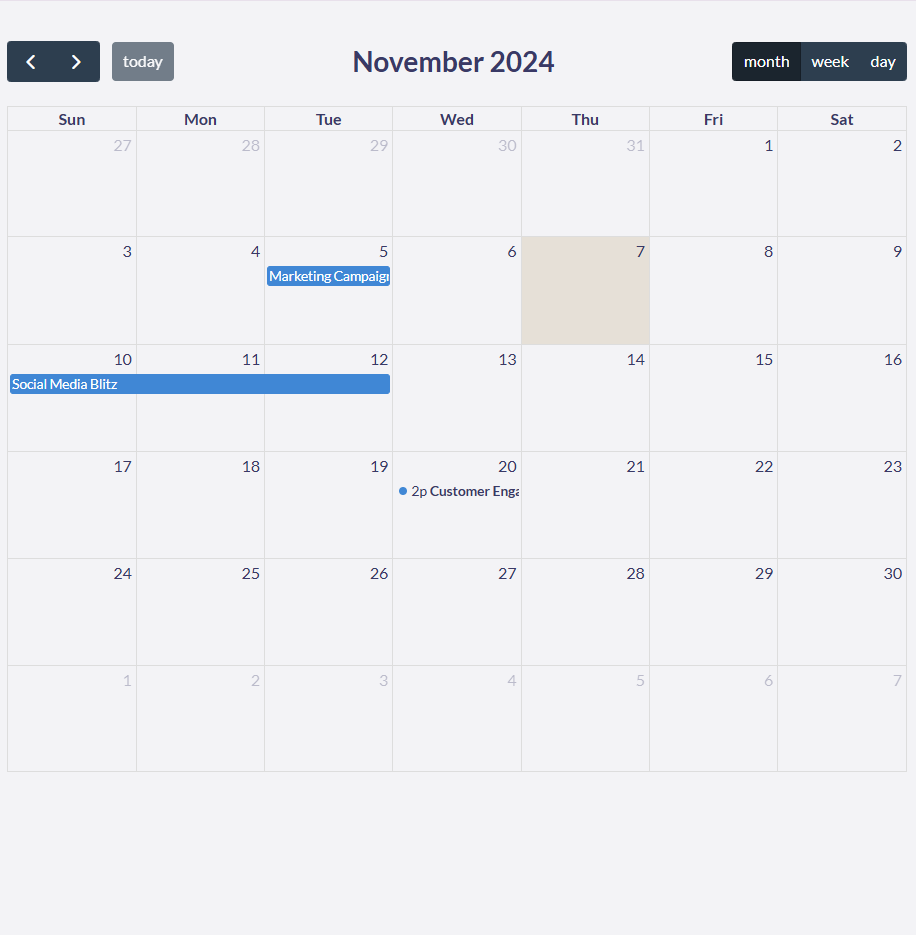 today
November 2024
month week day
Sun Mon Tue Wed Thu Fri Sat
27 28 29 30 31 1 2
3 4 5 6 7 8 9
Marketing Campaign
10 11 12 13 14 15 16
Social Media Blitz
17 18 19 20 21 22 23
2p Customer Enga
24 25 26 27 28 29 30
1 2 3 4 5 6 7